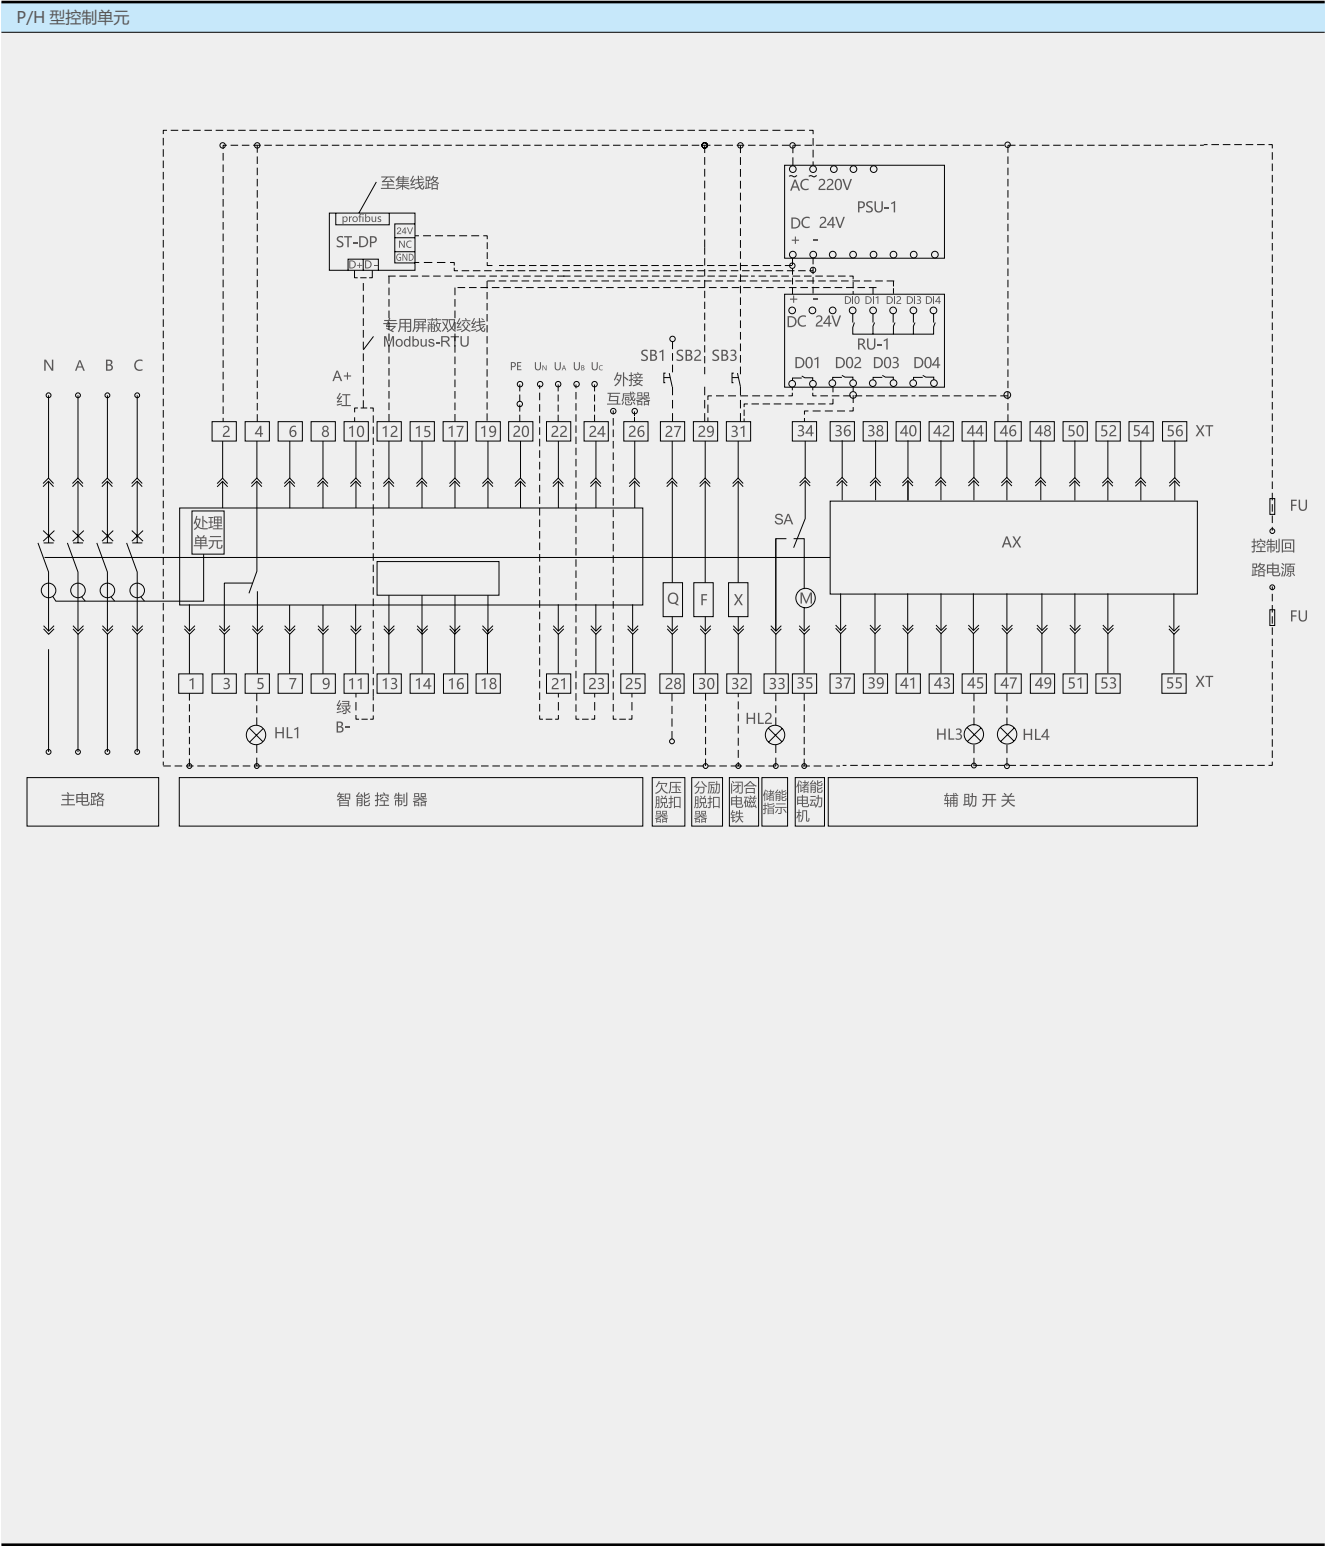 P/H 型控制单元
至集线路
profibus
ST-DP
24V
NC
GND
D+
D-
AC 220V
PSU-1
DC 24V
+ -
+ - DI0 DI1 DI2 DI3 DI4
DC 24V
RU-1
D01 D02 D03 D04
专用屏蔽双绞线
Modbus-RTU
N A B C
A+
红
PE UN UA UB UC
外接
互感器
SB1 SB2 SB3
2 4 6 8 10 12 15 17 19 20 22 24 26 27 29 31 34 36 38 40 42 44 46 48 50 52 54 56 XT
处理
单元
SA
AX
FU
控制回
路电源
FU
Q F X M
1 3 5 7 9 11 13 14 16 18 21 23 25 28 30 32 33 35 37 39 41 43 45 47 49 51 53 55 XT
绿
B-
HL1
HL2
HL3
HL4
主电路
智能控制器
欠压
脱扣
器
分励
脱扣
器
闭合
电磁
铁
储能
指示
储能
电动
机
辅助开关